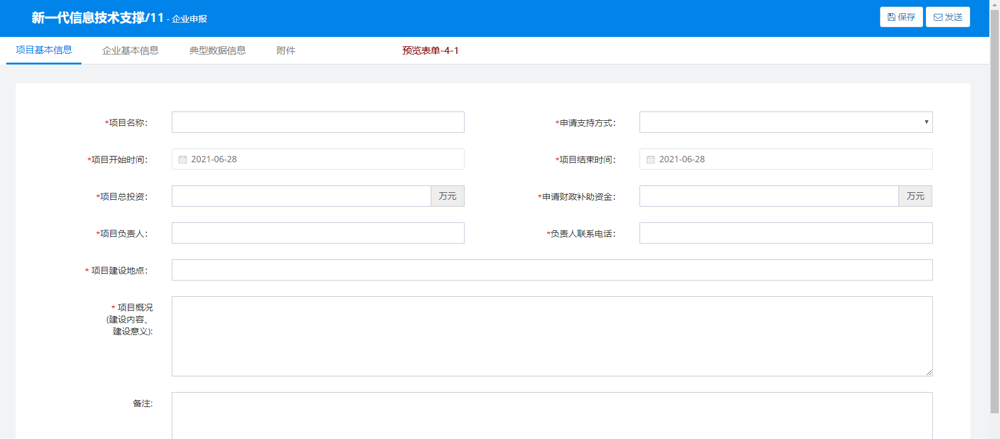 新一代信息技术支撑/11 - 企业申报
保存 发送
项目基本信息 企业基本信息 典型数据信息 附件 预览表单-4-1
*项目名称: *申请支持方式:
*项目开始时间: 2021-06-28 *项目结束时间: 2021-06-28
*项目总投资: 万元 *申请财政补助资金: 万元
*项目负责人: *负责人联系电话:
* 项目建设地点:
* 项目概况
(建设内容、
建设意义):
备注: